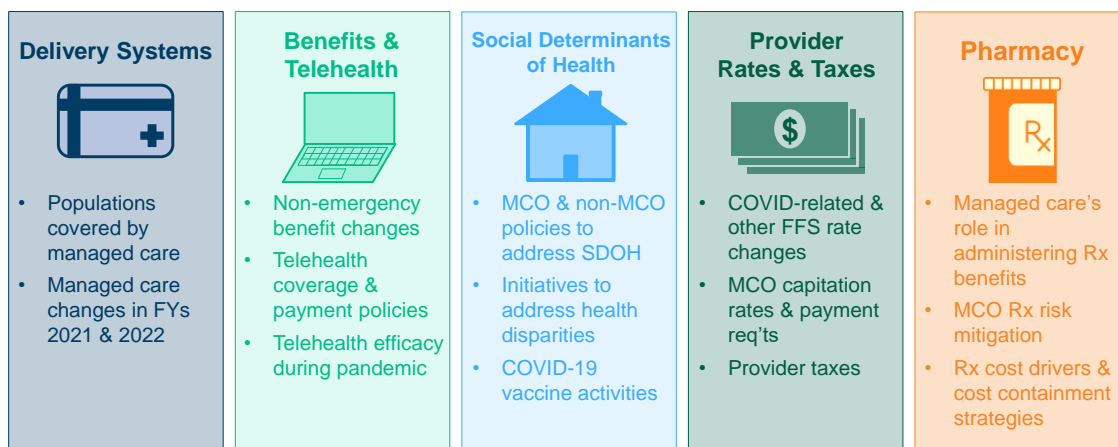 Delivery Systems
• Populations
covered by
managed care
• Managed care
changes in FYs
2021 & 2022
Benefits &
Telehealth
• Non-emergency
benefit changes
• Telehealth
coverage &
payment policies
• Telehealth efficacy
during pandemic
Social Determinants
of Health
• MCO & non-MCO
policies to
address SDOH
• Initiatives to
address health
disparities
• COVID-19
vaccine activities
Provider
Rates & Taxes
$
• COVID-related &
other FFS rate
changes
• MCO capitation
rates & payment
req'ts
• Provider taxes
Pharmacy
Rx
• Managed care's
role in
administering Rx
benefits
• MCO Rx risk
mitigation
• Rx cost drivers &
cost containment
strategies